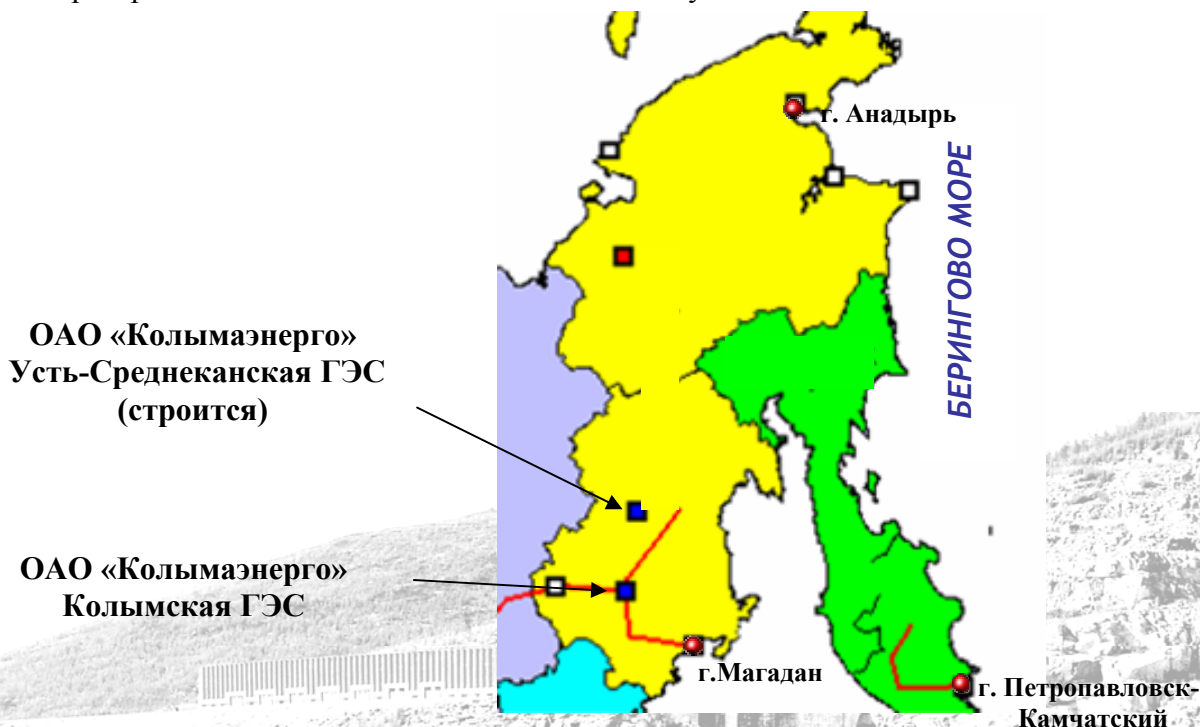 г. Анадырь
БЕРИНГОВО МОРЕ
ОАО «Колымаэнерго»
Усть-Среднеканская ГЭС
(строится)
ОАО «Колымаэнерго»
Колымская ГЭС
г.Магадан
г. Петропавловск-
Камчатский